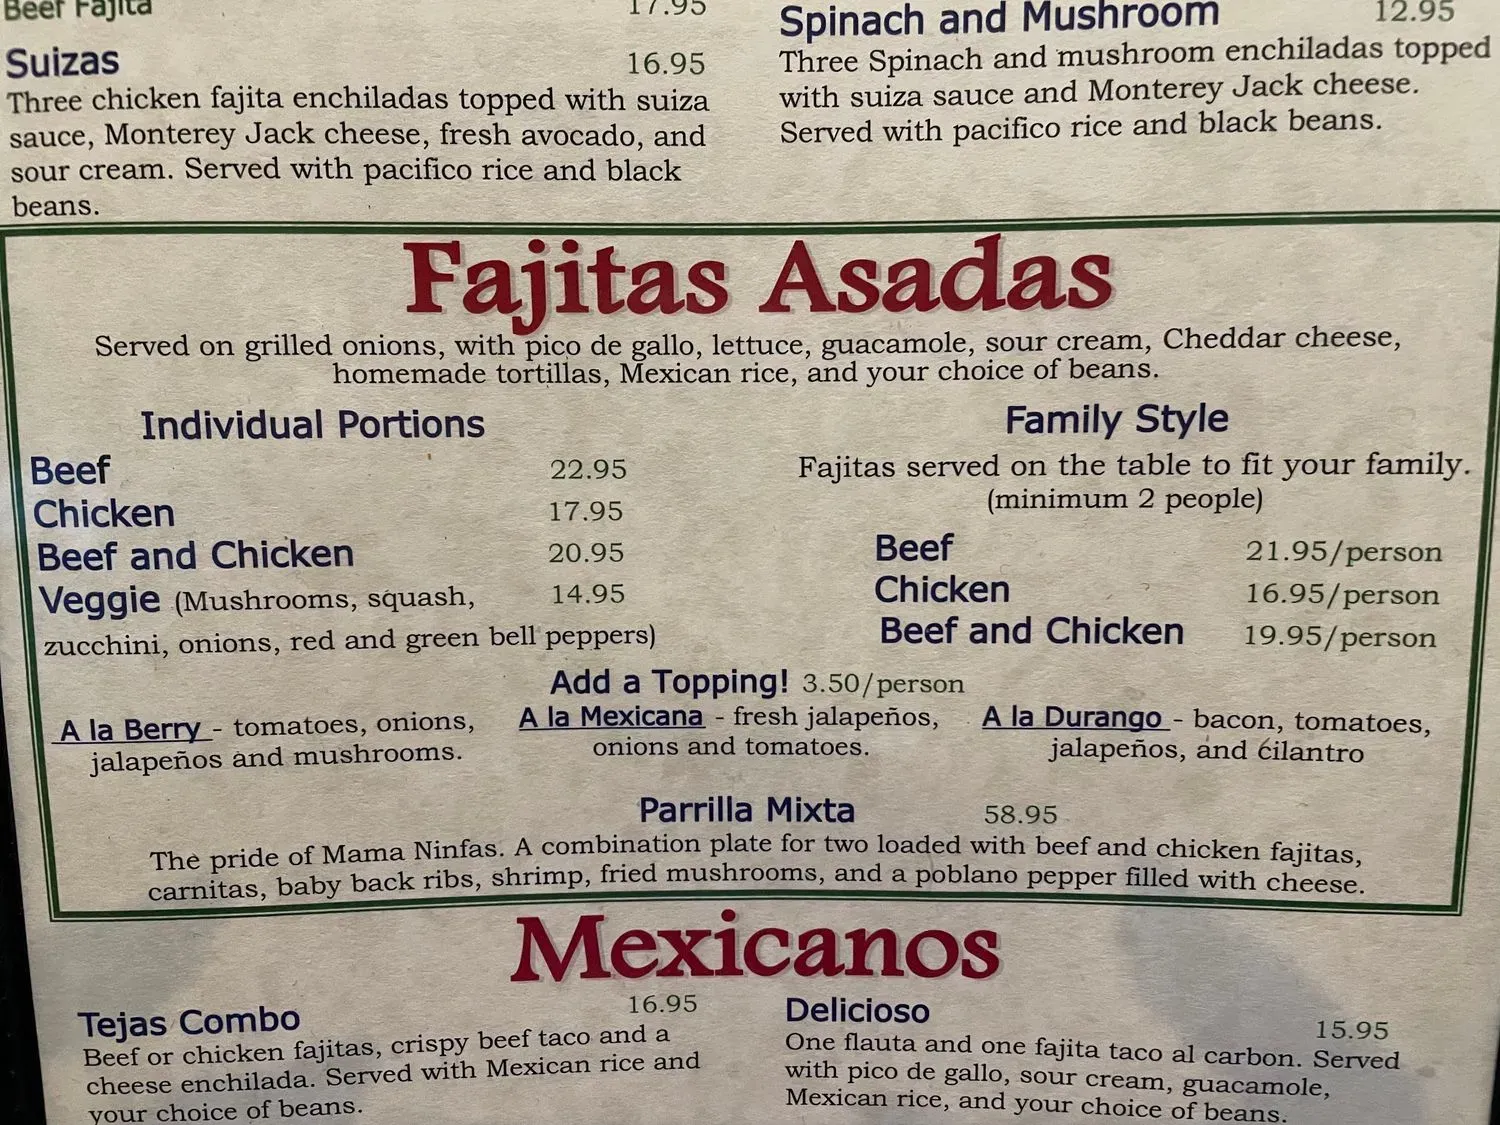 Beef Fajita 17.95
Suizas 16.95
Three chicken fajita enchiladas topped with suiza
sauce, Monterey Jack cheese, fresh avocado, and
sour cream. Served with pacifico rice and black
beans.
Spinach and Mushroom 12.95
Three Spinach and mushroom enchiladas topped
with suiza sauce and Monterey Jack cheese.
Served with pacifico rice and black beans.
Fajitas Asadas
Served on grilled onions, with pico de gallo, lettuce, guacamole, sour cream, Cheddar cheese,
homemade tortillas, Mexican rice, and your choice of beans.
Individual Portions
Beef 22.95
Chicken 17.95
Beef and Chicken 20.95
Veggie (Mushrooms, squash, 14.95
zucchini, onions, red and green bell peppers)
Family Style
Fajitas served on the table to fit your family.
(minimum 2 people)
Beef 21.95/person
Chicken 16.95/person
Beef and Chicken 19.95/person
Add a Topping! 3.50/person
A la Berry - tomatoes, onions,
jalapeños and mushrooms.
A la Mexicana - fresh jalapeños,
onions and tomatoes.
A la Durango - bacon, tomatoes,
jalapeños, and cilantro
Parrilla Mixta 58.95
The pride of Mama Ninfas. A combination plate for two loaded with beef and chicken fajitas,
carnitas, baby back ribs, shrimp, fried mushrooms, and a poblano pepper filled with cheese.
Mexicanos
Tejas Combo 16.95
Beef or chicken fajitas, crispy beef taco and a
cheese enchilada. Served with Mexican rice and
your choice of beans.
Delicioso 15.95
One flauta and one fajita taco al carbon. Served
with pico de gallo, sour cream, guacamole,
Mexican rice, and your choice of beans.